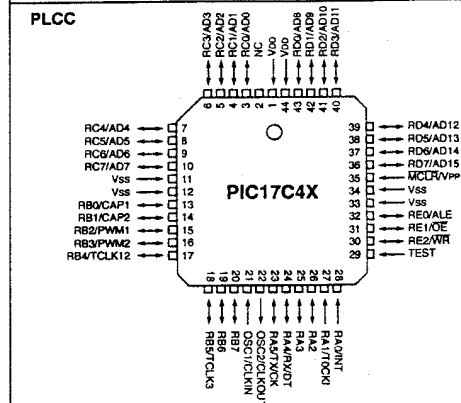 PLCC
RC3/AD3
RC2/AD2
RC1/AD1
RC0/AD0
NC
VDD
VDD
RD0/AD8
RD1/AD9
RD2/AD10
RD3/AD11
6 5 4 3 2 1 44 43 42 41 40
RC4/AD4 7
RC5/AD5 8
RC6/AD6 9
RC7/AD7 10
Vss 11
Vss 12
RB0/CAP1 13
RB1/CAP2 14
RB2/PWM1 15
RB3/PWM2 16
RB4/TCLK12 17
PIC17C4X
39 RD4/AD12
38 RD5/AD13
37 RD6/AD14
36 RD7/AD15
35 MCLR/VPP
34 Vss
33 Vss
32 RE0/ALE
31 RE1/OE
30 RE2/WR
29 TEST
18 19 20 21 22 23 24 25 26 27 28
RB5/TCLK3
RB6
RB7
OSC1/CLKIN
OSC2/CLKOUT
RA5/TX/CK
RA4/RX/DT
RA3
RA2
RA1/T0CKI
RA0/INT